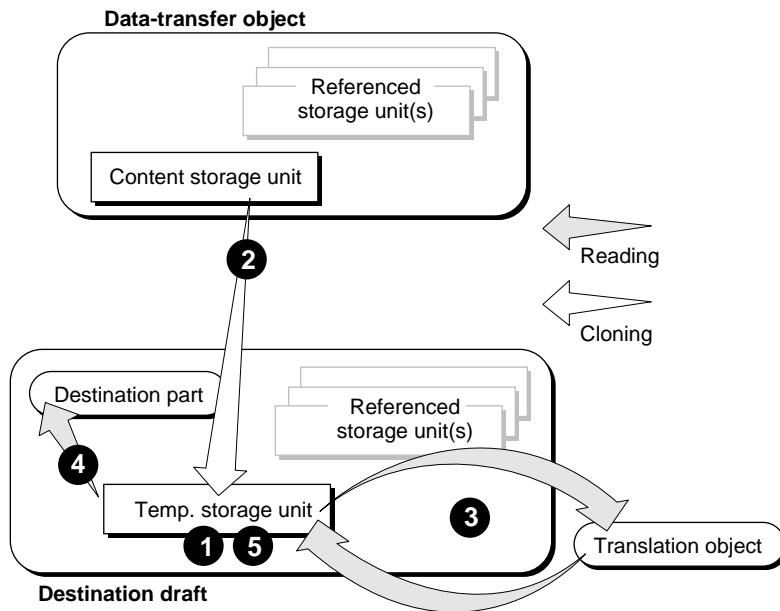 Data-transfer object
Referenced
storage unit(s)
Content storage unit
2
Reading
Cloning
Destination part
Referenced
storage unit(s)
4
Temp. storage unit
3
1 5
Translation object
Destination draft